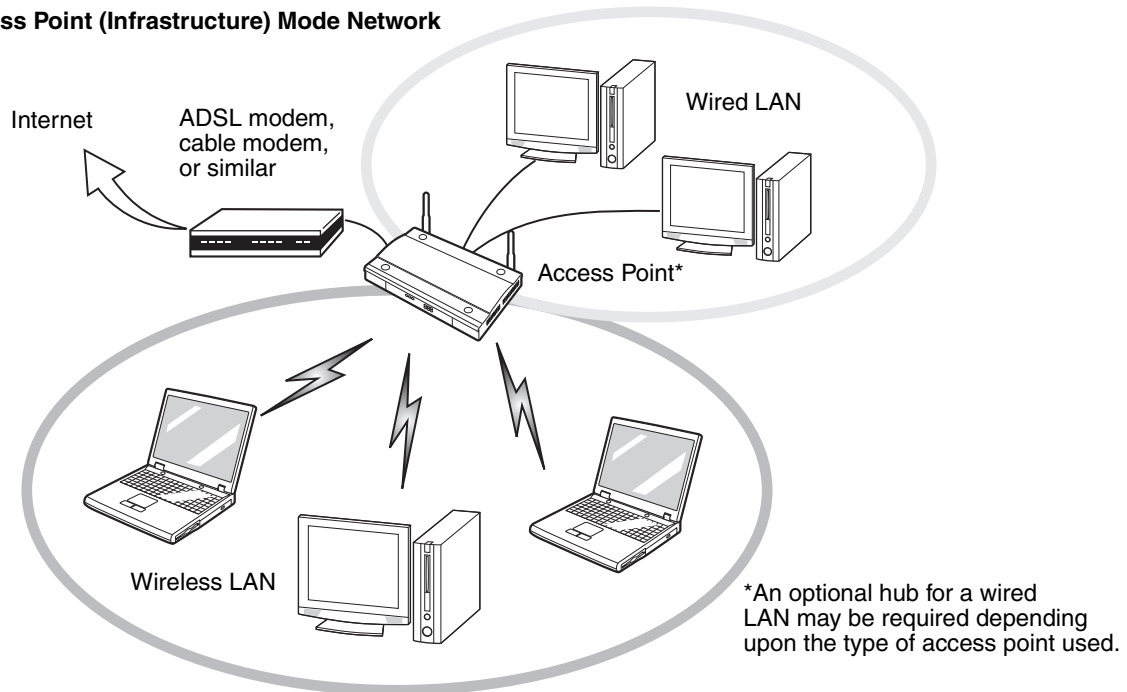 ss Point (Infrastructure) Mode Network
Internet
ADSL modem,
cable modem,
or similar
Wired LAN
Access Point*
Wireless LAN
*An optional hub for a wired
LAN may be required depending
upon the type of access point used.